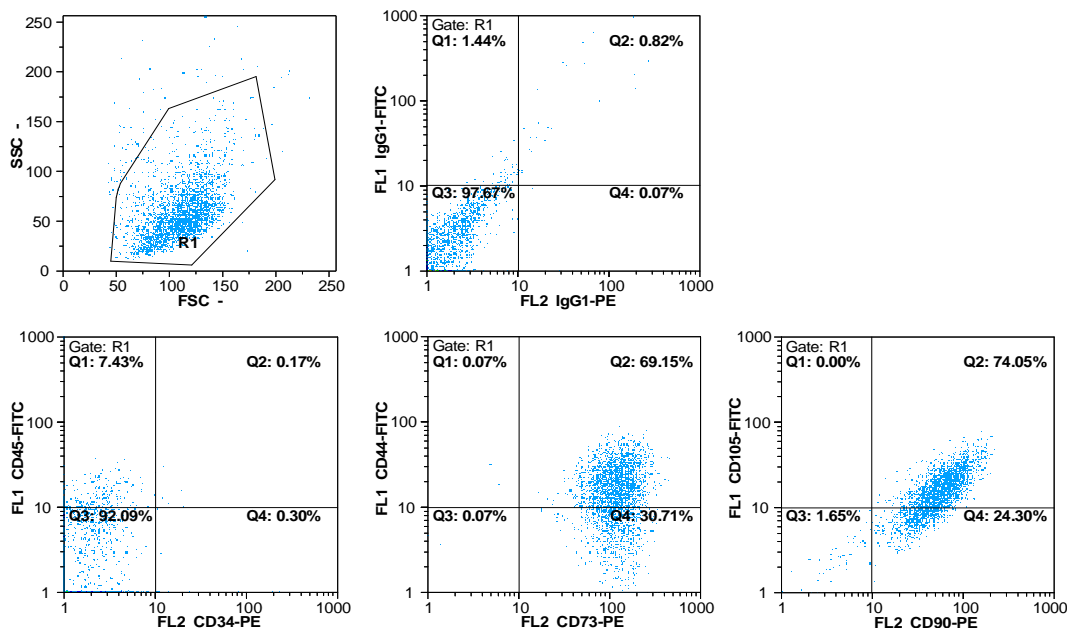 250
200
150
100
50
0
SSC -
R1
0 50 100 150 200 250
FSC -
1000
100
10
1
FL1 IgG1-FITC
Gate: R1
Q1: 1.44% Q2: 0.82%
Q3: 97.67% Q4: 0.07%
1 10 100 1000
FL2 IgG1-PE
1000
100
10
1
FL1 CD45-FITC
Gate: R1
Q1: 7.43% Q2: 0.17%
Q3: 92.09% Q4: 0.30%
1 10 100 1000
FL2 CD34-PE
1000
100
10
1
FL1 CD44-FITC
Gate: R1
Q1: 0.07% Q2: 69.15%
Q3: 0.07% Q4: 30.71%
1 10 100 1000
FL2 CD73-PE
1000
100
10
1
FL1 CD105-FITC
Gate: R1
Q1: 0.00% Q2: 74.05%
Q3: 1.65% Q4: 24.30%
1 10 100 1000
FL2 CD90-PE